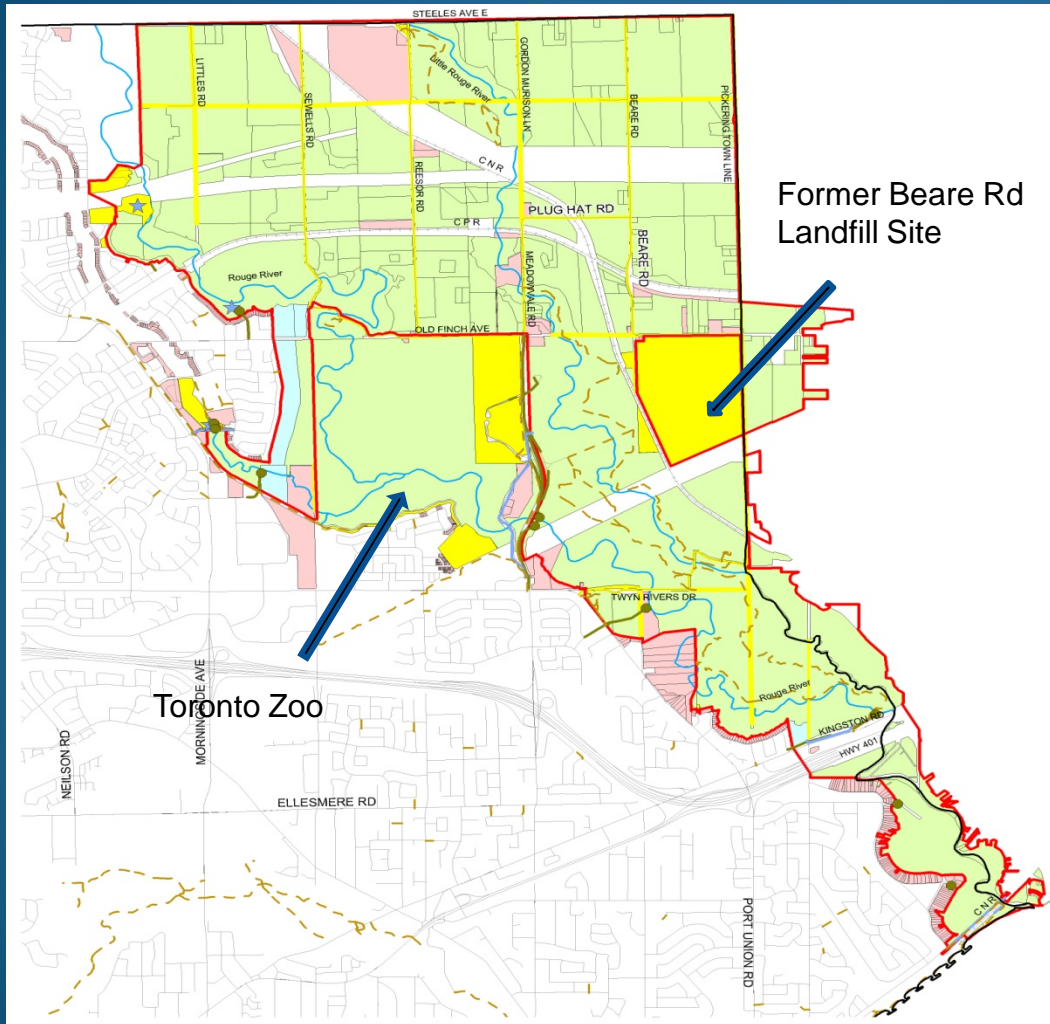 STEELES AVE E
LITTLES RD
SEWELLS RD
REESOR RD
Little Rouge River
GORDON MURISON LN
BEARE RD
PICKERING TOWN LINE
CNR
CPR
PLUG HAT RD
BEARE RD
MEADOWVALE RD
Rouge River
OLD FINCH AVE
Former Beare Rd
Landfill Site
TWYN RIVERS DR
Toronto Zoo
Rouge River
KINGSTON RD
HWY 401
NEILSON RD
MORNINGSIDE AVE
ELLESMERE RD
PORT UNION RD
CNR